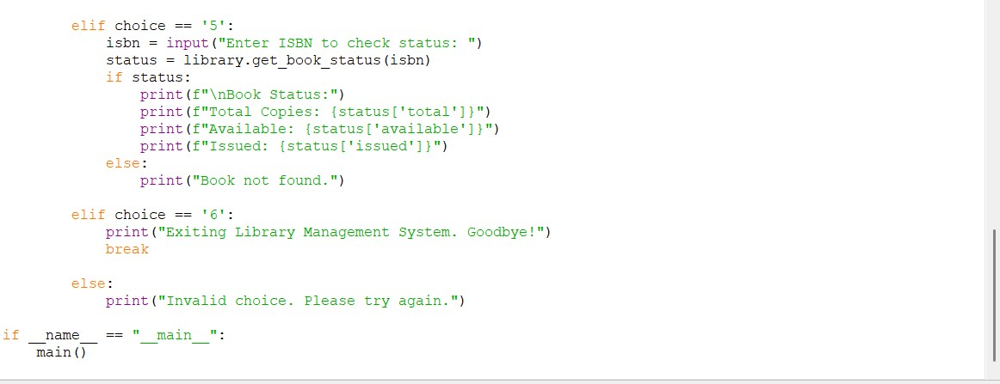 elif choice == '5':
isbn = input("Enter ISBN to check status: ")
status = library.get_book_status(isbn)
if status:
print(f"\nBook Status:")
print(f"Total Copies: {status['total']}")
print(f"Available: {status['available']}")
print(f"Issued: {status['issued']}")
else:
print("Book not found.")
elif choice == '6':
print("Exiting Library Management System. Goodbye!")
break
else:
print("Invalid choice. Please try again.")
if __name__ == "__main__":
main()